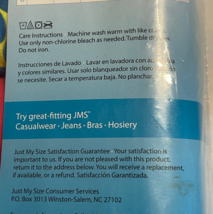 Care Instructions Machine wash warm with like c
Use only non-chlorine bleach as needed. Tumble dry
Do not iron.
Instrucciones de Lavado Lavar en lavadora con a
y colores similares. Usar solo blanqueador sin cloro
necesite. Secar a temperatura baja. No planchar.
Try great-fitting JMS™
Casualwear · Jeans · Bras · Hosiery
Just My Size Satisfaction Guarantee Your satisfaction is
important to us. If you are not pleased with this product,
return it to the address below. You will receive a replacement,
if available, or a refund. Satisfacción Garantizada.
Just My Size Consumer Services
P.O. Box 3013 Winston-Salem, NC 27102